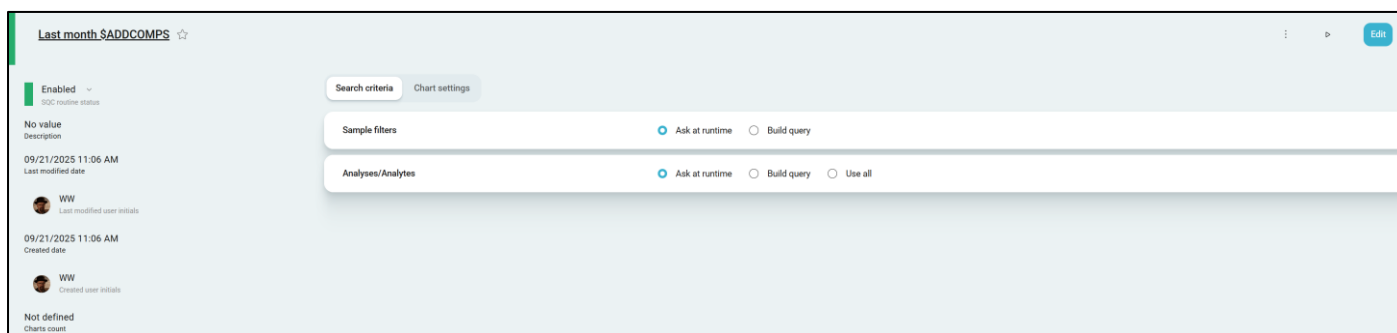 Last month $ADDCOMPS
Edit
Enabled
SQC routine status
No value
Description
09/21/2025 11:06 AM
Last modified date
WW
Last modified user initials
09/21/2025 11:06 AM
Created date
WW
Created user initials
Not defined
Charts count
Search criteria Chart settings
Sample filters Ask at runtime Build query
Analyses/Analytes Ask at runtime Build query Use all